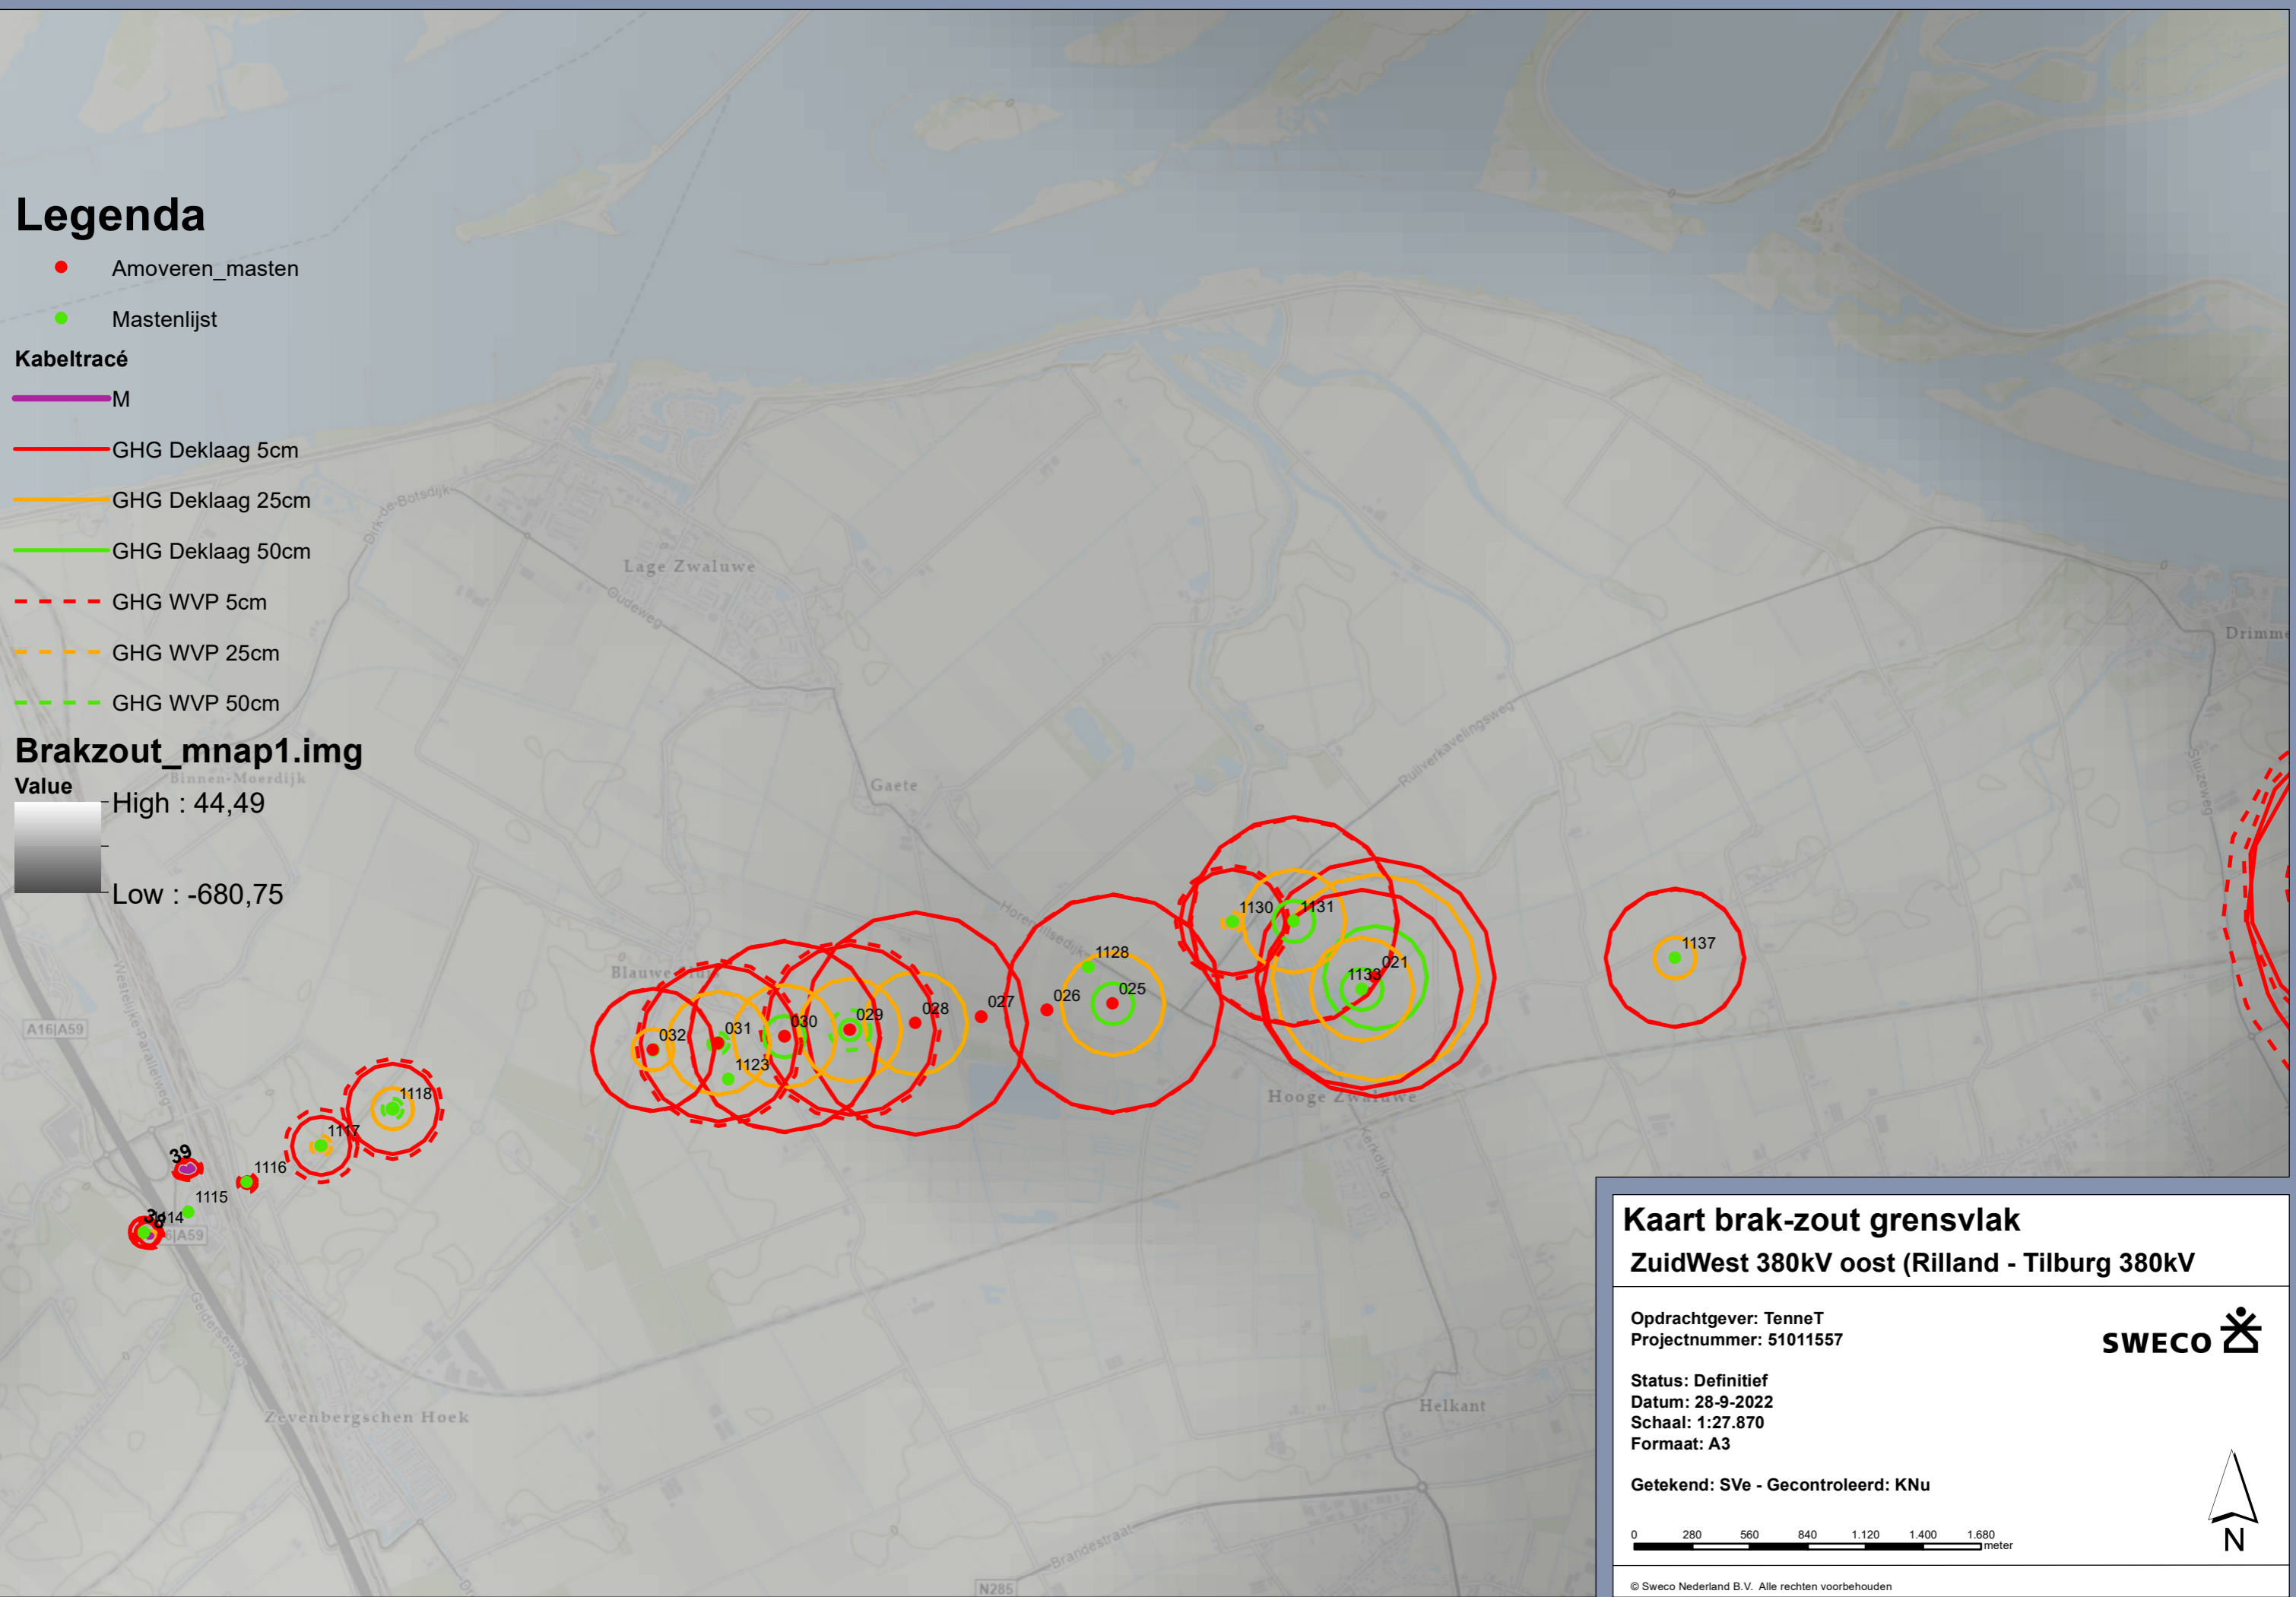 Legenda
Amoveren_masten
Mastenlijst
Kabeltracé
M
GHG Deklaag 5cm
GHG Deklaag 25cm
GHG Deklaag 50cm
GHG WVP 5cm
GHG WVP 25cm
GHG WVP 50cm
Brakzout_mnap1.img
Value
High : 44,49
Low : -680,75
Dirk-de-Botsdijk
Lage Zwaluwe
Oudeweg
Binnen-Moerdijk
Gaete
Drimme
Ruilverkavelingsweg
Sluizeweg
Horenhilsedijk
Westelijke-Parallelweg
A16|A59
1130
1131
021
1133
1137
1128
025
026
027
028
029
030
031
032
1123
1118
1117
1116
1115
39
38
Hooge Zwaluwe
Kerkdijk
Gelderseweg
Zevenbergschen Hoek
Helkant
Brandestraat
N285
Kaart brak-zout grensvlak
ZuidWest 380kV oost (Rilland - Tilburg 380kV
Opdrachtgever: TenneT
Projectnummer: 51011557
SWECO
Status: Definitief
Datum: 28-9-2022
Schaal: 1:27.870
Formaat: A3
Getekend: SVe - Gecontroleerd: KNu
0 280 560 840 1.120 1.400 1.680
meter
N
© Sweco Nederland B.V. Alle rechten voorbehouden